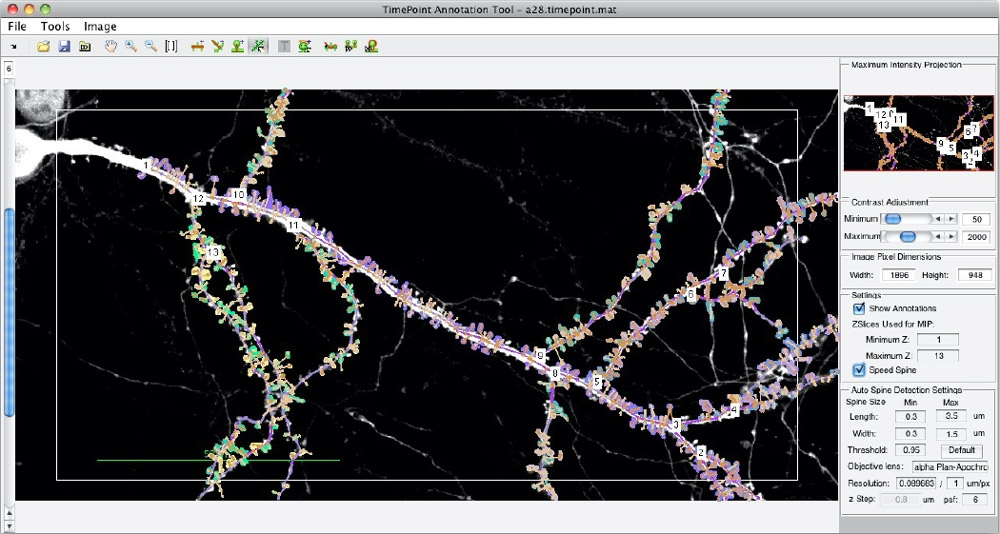 TimePoint Annotation Tool - a28.timepoint.mat
File Tools Image
6
Maximum Intensity Projection
1
12
11
13
9
5
6
7
3
4
2
Contrast Adjustment
Minimum 50
Maximum 2000
Image Pixel Dimensions
Width: 1896 Height: 948
Settings
Show Annotations
ZSlices Used for MIP:
Minimum Z: 1
Maximum Z: 13
Speed Spine
Auto Spine Detection Settings
Spine Size Min Max
Length: 0.3 3.5 um
Width: 0.3 1.5 um
Threshold: 0.95 Default
Objective lens: alpha Plan-Apochro
Resolution: 0.089683 / 1 um/px
z Step: 0.8 um psf: 6
1
12
10
11
13
7
6
9
8
5
4
3
2